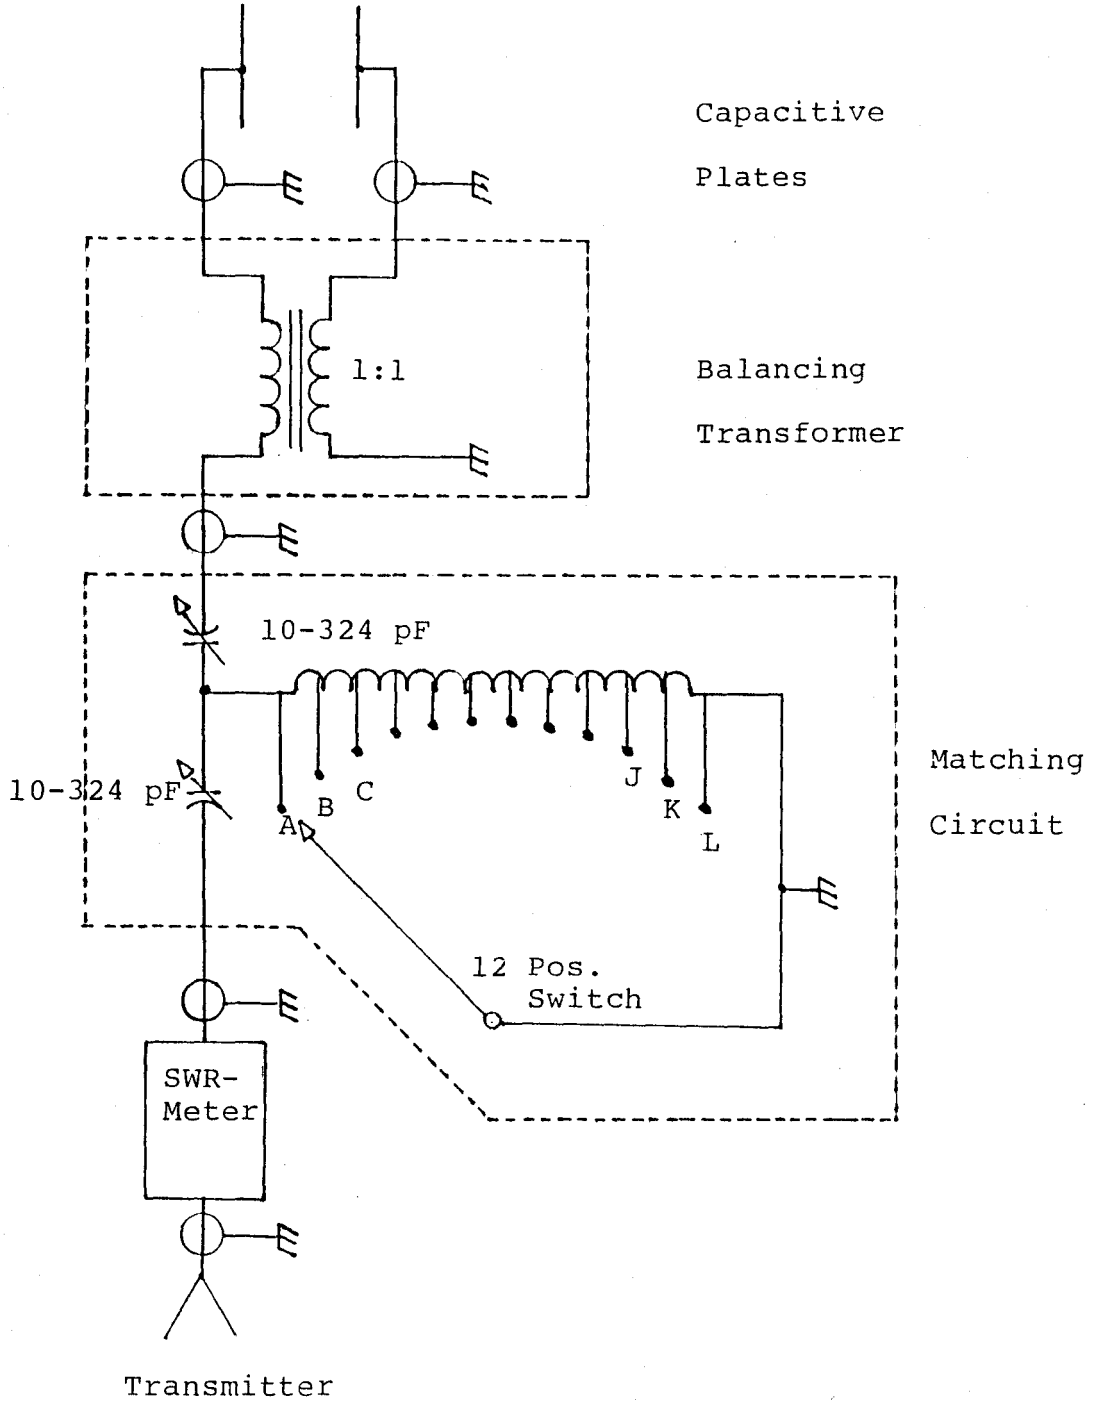 Capacitive
Plates
1:1
Balancing
Transformer
10-324 pF
10-324 pF
A
B
C
J
K
L
Matching
Circuit
12 Pos.
Switch
SWR-
Meter
Transmitter